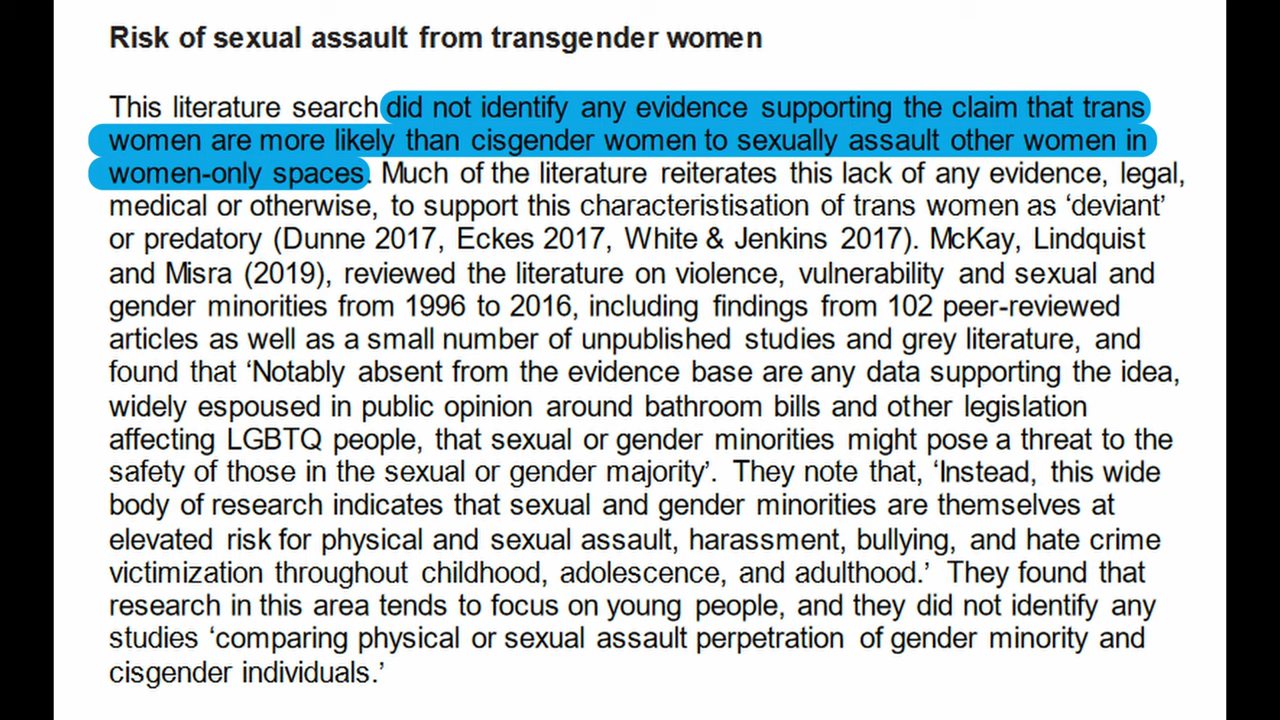 Risk of sexual assault from transgender women
This literature search did not identify any evidence supporting the claim that trans
women are more likely than cisgender women to sexually assault other women in
women-only spaces. Much of the literature reiterates this lack of any evidence, legal,
medical or otherwise, to support this characteristisation of trans women as ‘deviant’
or predatory (Dunne 2017, Eckes 2017, White & Jenkins 2017). McKay, Lindquist
and Misra (2019), reviewed the literature on violence, vulnerability and sexual and
gender minorities from 1996 to 2016, including findings from 102 peer-reviewed
articles as well as a small number of unpublished studies and grey literature, and
found that ‘Notably absent from the evidence base are any data supporting the idea,
widely espoused in public opinion around bathroom bills and other legislation
affecting LGBTQ people, that sexual or gender minorities might pose a threat to the
safety of those in the sexual or gender majority’. They note that, ‘Instead, this wide
body of research indicates that sexual and gender minorities are themselves at
elevated risk for physical and sexual assault, harassment, bullying, and hate crime
victimization throughout childhood, adolescence, and adulthood.’ They found that
research in this area tends to focus on young people, and they did not identify any
studies ‘comparing physical or sexual assault perpetration of gender minority and
cisgender individuals.’